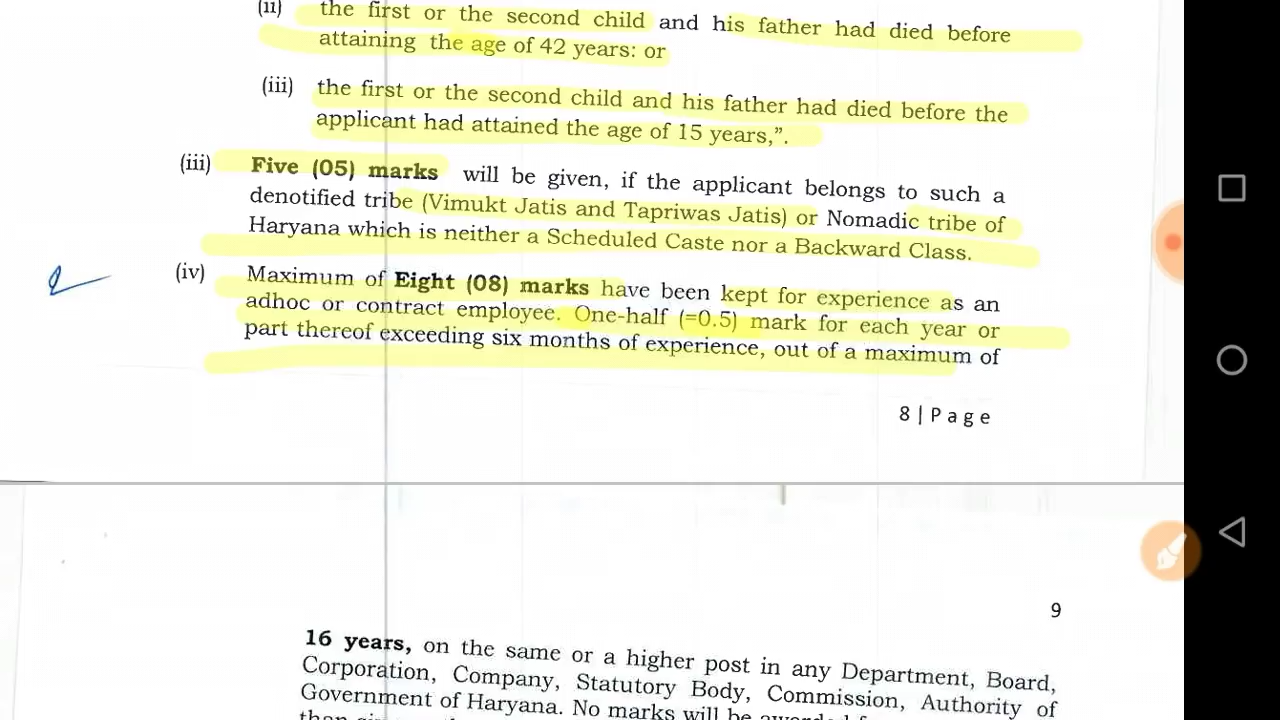 (ii) the first or the second child and his father had died before
attaining the age of 42 years: or
(iii) the first or the second child and his father had died before the
applicant had attained the age of 15 years,”.
(iii) Five (05) marks will be given, if the applicant belongs to such a
denotified tribe (Vimukt Jatis and Tapriwas Jatis) or Nomadic tribe of
Haryana which is neither a Scheduled Caste nor a Backward Class.
(iv) Maximum of Eight (08) marks have been kept for experience as an
adhoc or contract employee. One-half (=0.5) mark for each year or
part thereof exceeding six months of experience, out of a maximum of
8 | P a g e
9
16 years, on the same or a higher post in any Department, Board,
Corporation, Company, Statutory Body, Commission, Authority of
Government of Haryana. No marks will be awarded